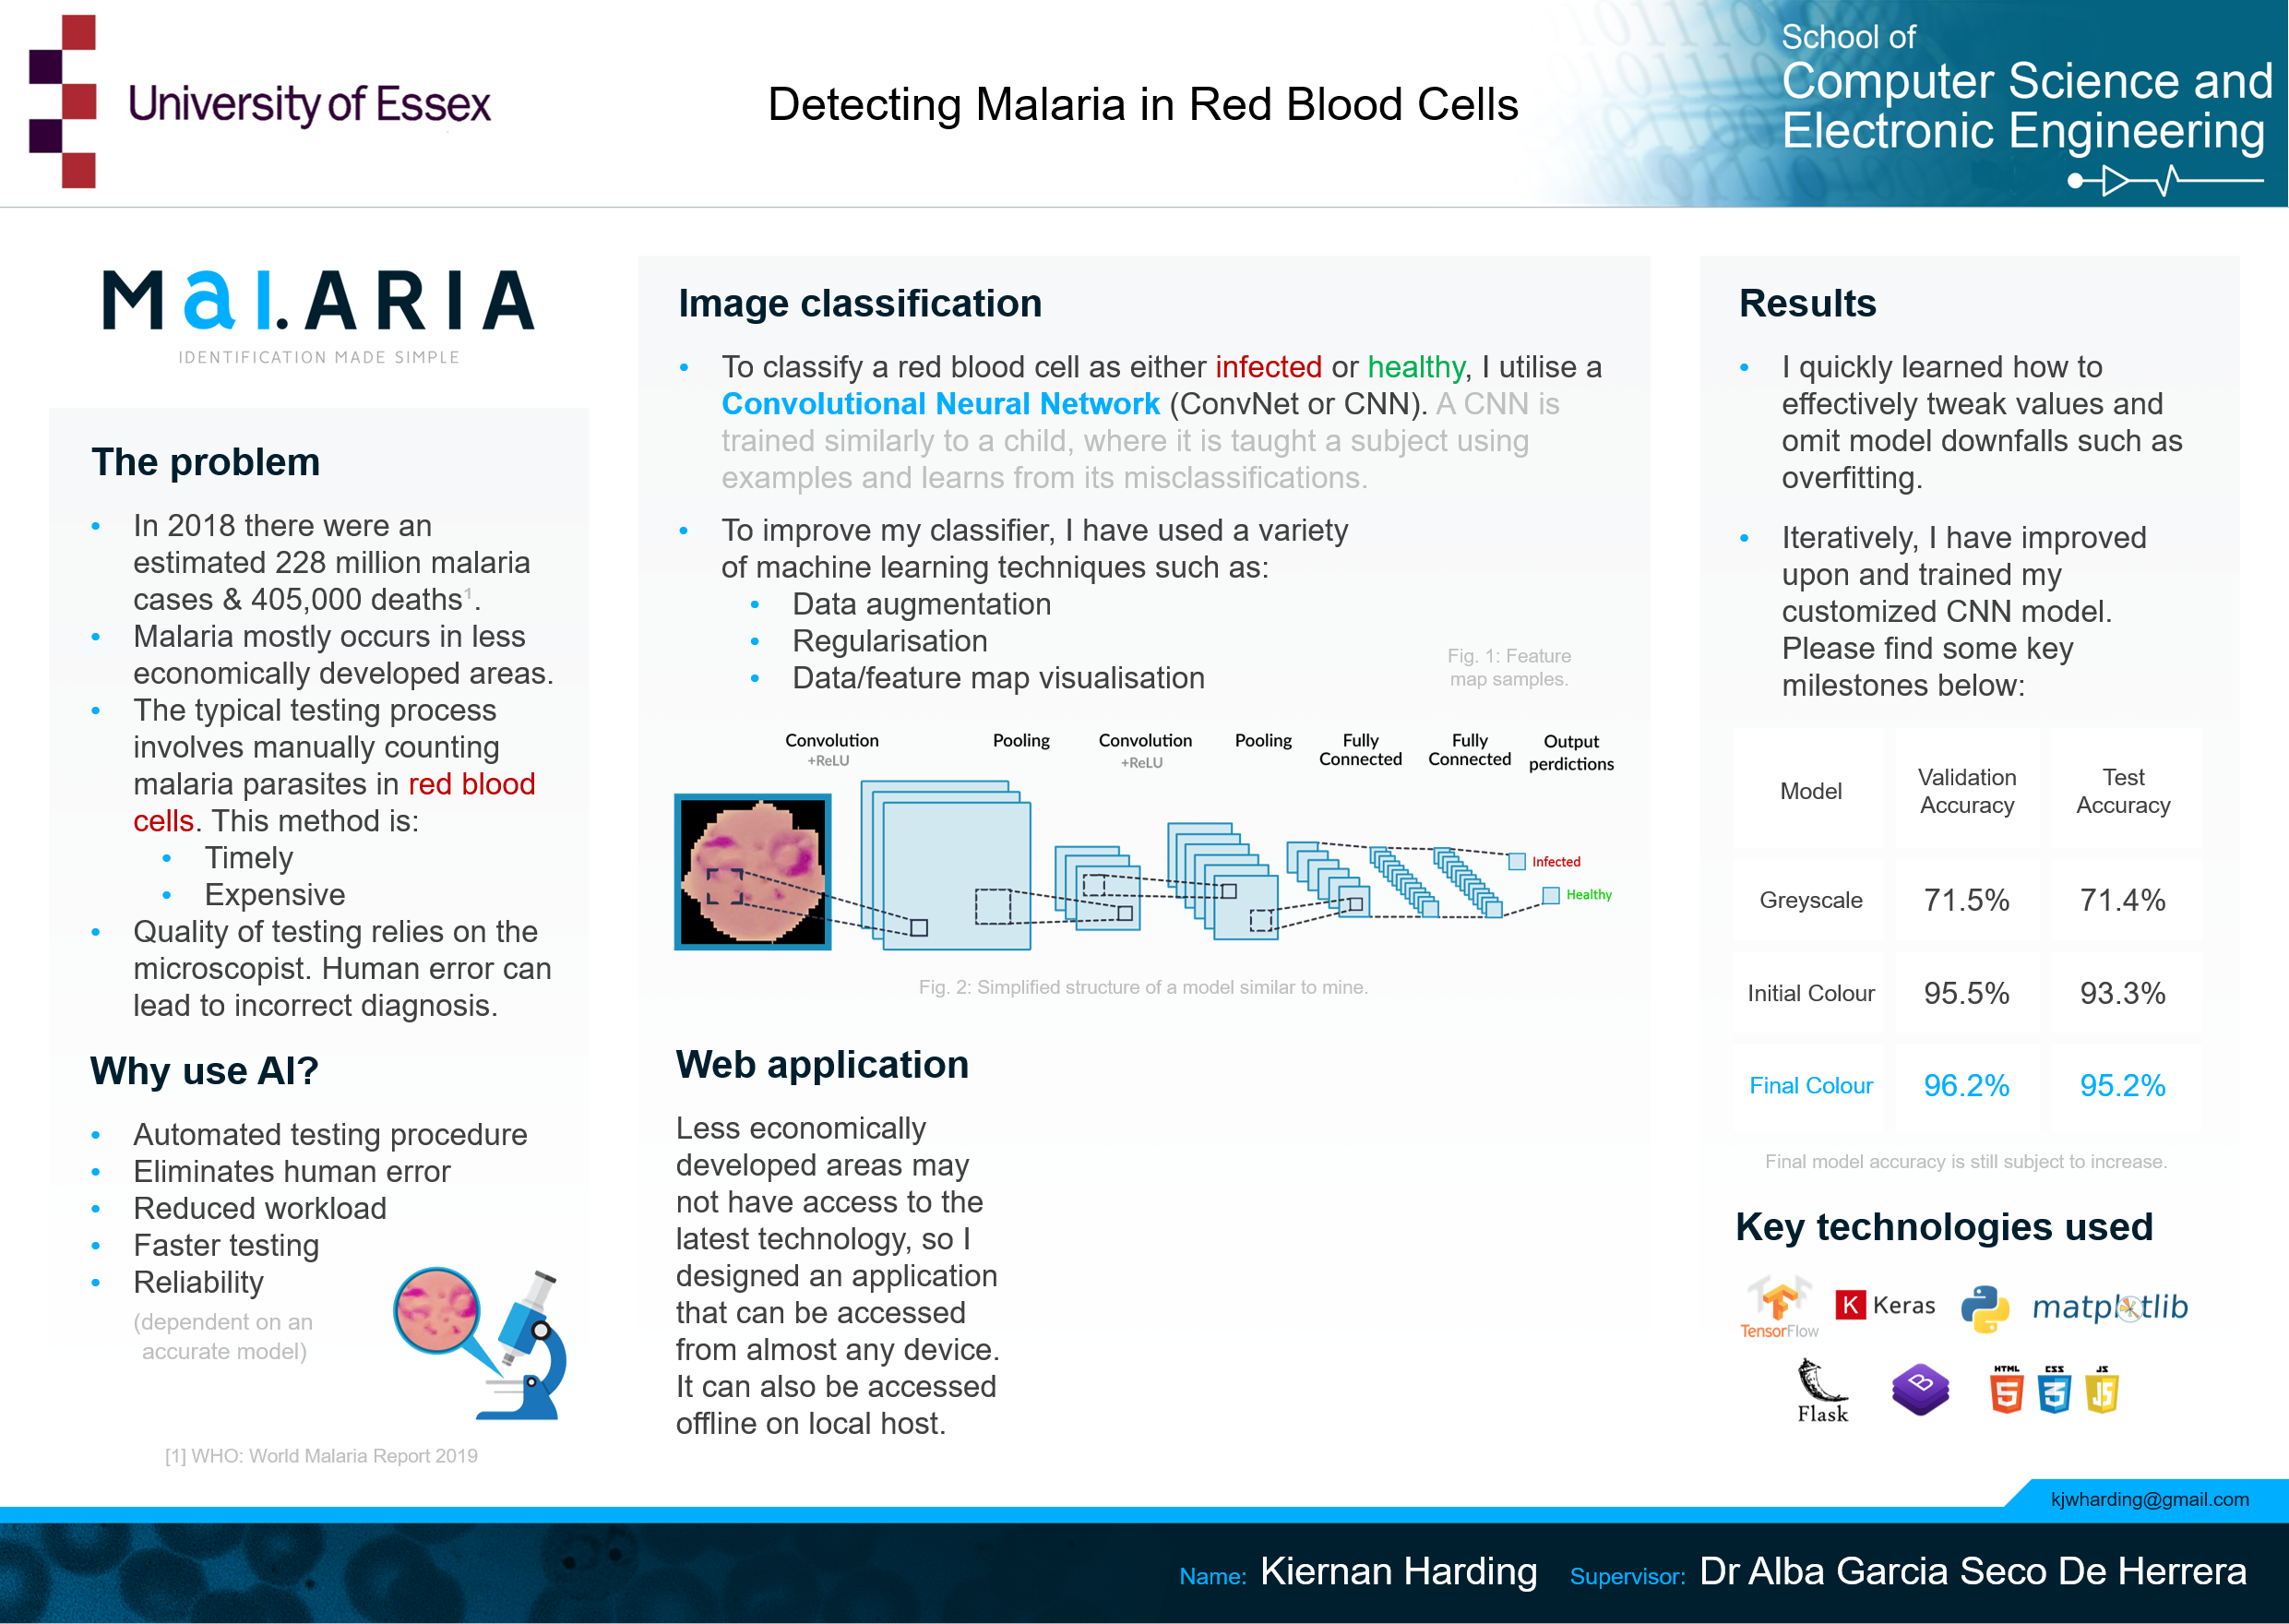 University of Essex
Detecting Malaria in Red Blood Cells
School of
Computer Science and
Electronic Engineering
MaI.ARIA
IDENTIFICATION MADE SIMPLE
The problem
• In 2018 there were an
estimated 228 million malaria
cases & 405,000 deaths¹.
• Malaria mostly occurs in less
economically developed areas.
• The typical testing process
involves manually counting
malaria parasites in red blood
cells. This method is:
• Timely
• Expensive
• Quality of testing relies on the
microscopist. Human error can
lead to incorrect diagnosis.
Why use AI?
• Automated testing procedure
• Eliminates human error
• Reduced workload
• Faster testing
• Reliability
(dependent on an
accurate model)
[1] WHO: World Malaria Report 2019
Image classification
• To classify a red blood cell as either infected or healthy, I utilise a
Convolutional Neural Network (ConvNet or CNN). A CNN is
trained similarly to a child, where it is taught a subject using
examples and learns from its misclassifications.
• To improve my classifier, I have used a variety
of machine learning techniques such as:
• Data augmentation
• Regularisation
• Data/feature map visualisation
Fig. 1: Feature
map samples.
Convolution
+ReLU
Pooling
Convolution
+ReLU
Pooling
Fully
Connected
Fully
Connected
Output
perdictions
Infected
Healthy
Fig. 2: Simplified structure of a model similar to mine.
Web application
Less economically
developed areas may
not have access to the
latest technology, so I
designed an application
that can be accessed
from almost any device.
It can also be accessed
offline on local host.
Results
• I quickly learned how to
effectively tweak values and
omit model downfalls such as
overfitting.
• Iteratively, I have improved
upon and trained my
customized CNN model.
Please find some key
milestones below:
Model Validation Accuracy Test Accuracy
Greyscale 71.5% 71.4%
Initial Colour 95.5% 93.3%
Final Colour 96.2% 95.2%
Final model accuracy is still subject to increase.
Key technologies used
TensorFlow
K Keras
matplotlib
Flask
B
HTML 5
CSS 3
JS JS
kjwharding@gmail.com
Name: Kiernan Harding Supervisor: Dr Alba Garcia Seco De Herrera